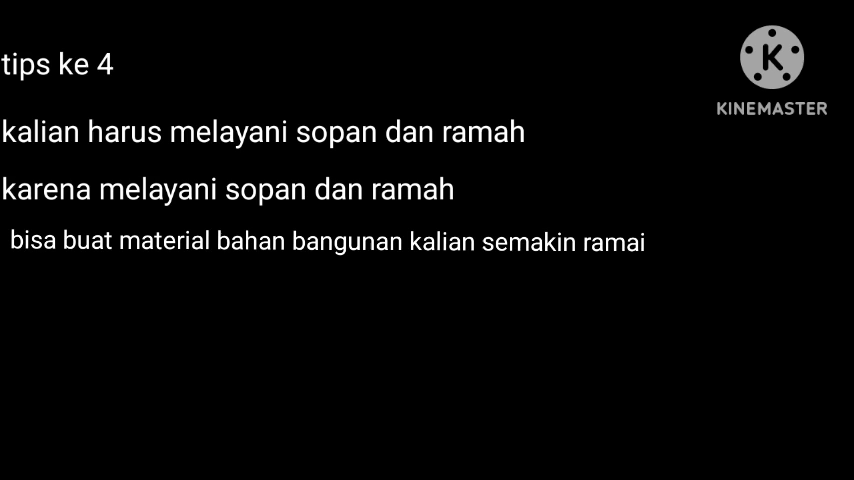 tips ke 4
KINEMASTER
kalian harus melayani sopan dan ramah
karena melayani sopan dan ramah
bisa buat material bahan bangunan kalian semakin ramai